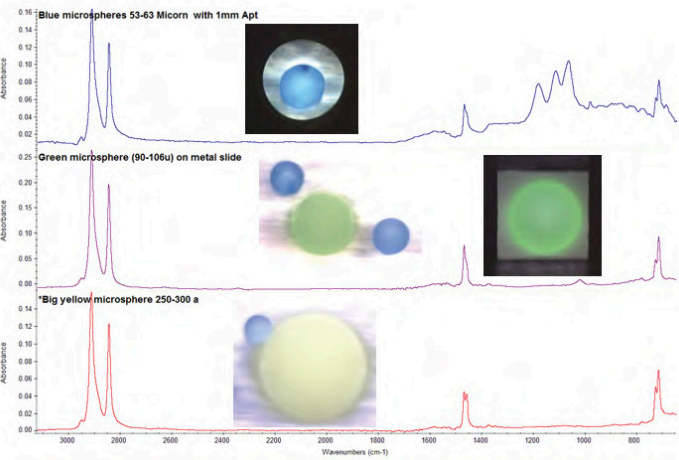 Blue microspheres 53-63 Micorn with 1mm Apt
0.16
0.14
0.12
0.10
0.08
0.06
0.04
0.02
Absorbance
Green microsphere (90-106u) on metal slide
0.25
0.20
0.15
0.10
0.05
0.00
Absorbance
*Big yellow microsphere 250-300 a
0.14
0.12
0.10
0.08
0.06
0.04
0.02
0.00
Absorbance
3000 2800 2600 2400 2200 2000 1800 1600 1400 1200 1000 800
Wavenumbers (cm-1)